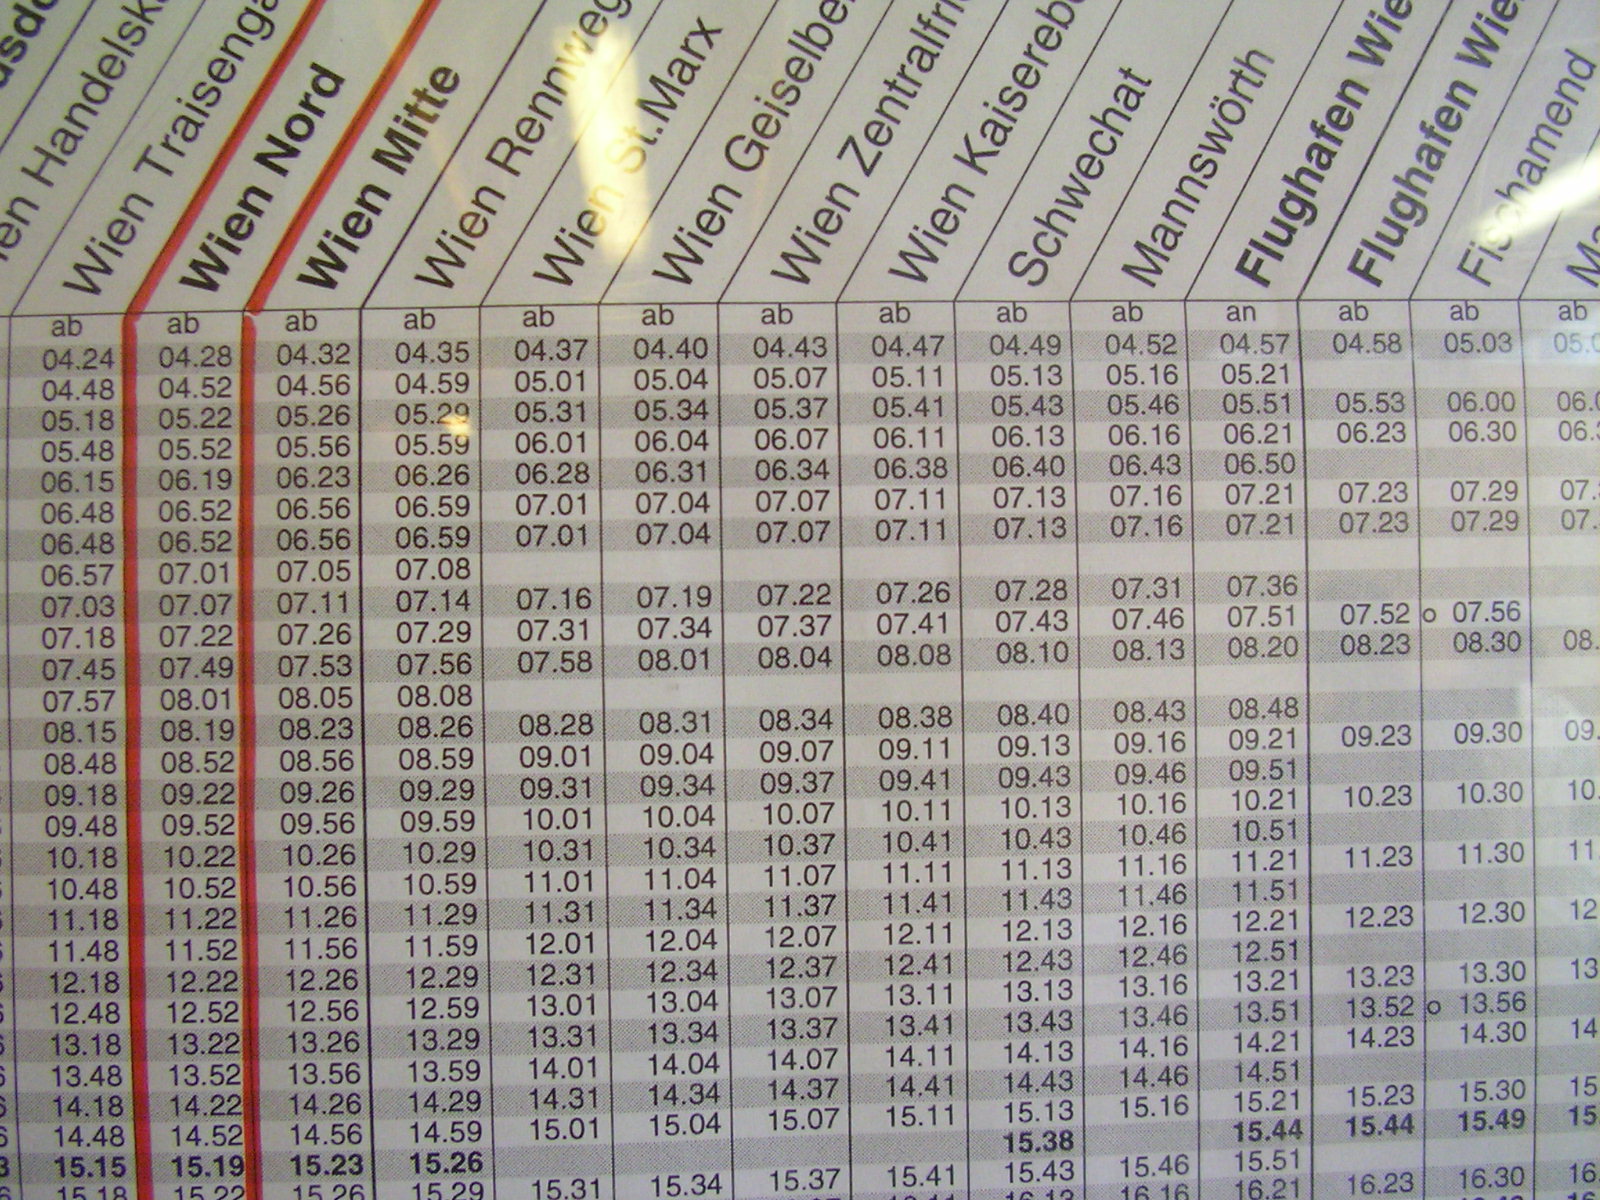 Wien Handelsk
Wien Traisenga
Wien Nord
Wien Mitte
Wien Rennweg
Wien St.Marx
Wien Geiselbe
Wien Zentralfri
Wien Kaisereb
Schwechat
Mannswörth
Flughafen Wie
Flughafen Wie
Fischamend
ab ab ab ab ab ab ab ab ab ab an ab ab ab
04.24 04.28 04.32 04.35 04.37 04.40 04.43 04.47 04.49 04.52 04.57 04.58 05.03
04.48 04.52 04.56 04.59 05.01 05.04 05.07 05.11 05.13 05.16 05.21
05.18 05.22 05.26 05.29 05.31 05.34 05.37 05.41 05.43 05.46 05.51 05.53 06.00
05.48 05.52 05.56 05.59 06.01 06.04 06.07 06.11 06.13 06.16 06.21 06.23 06.30
06.15 06.19 06.23 06.26 06.28 06.31 06.34 06.38 06.40 06.43 06.50
06.48 06.52 06.56 06.59 07.01 07.04 07.07 07.11 07.13 07.16 07.21 07.23 07.29
06.48 06.52 06.56 06.59 07.01 07.04 07.07 07.11 07.13 07.16 07.21 07.23 07.29
06.57 07.01 07.05 07.08
07.03 07.07 07.11 07.14 07.16 07.19 07.22 07.26 07.28 07.31 07.36
07.18 07.22 07.26 07.29 07.31 07.34 07.37 07.41 07.43 07.46 07.51 07.52 o 07.56
07.45 07.49 07.53 07.56 07.58 08.01 08.04 08.08 08.10 08.13 08.20 08.23 08.30
07.57 08.01 08.05 08.08
08.15 08.19 08.23 08.26 08.28 08.31 08.34 08.38 08.40 08.43 08.48
08.48 08.52 08.56 08.59 09.01 09.04 09.07 09.11 09.13 09.16 09.21 09.23 09.30
09.18 09.22 09.26 09.29 09.31 09.34 09.37 09.41 09.43 09.46 09.51
09.48 09.52 09.56 09.59 10.01 10.04 10.07 10.11 10.13 10.16 10.21 10.23 10.30
10.18 10.22 10.26 10.29 10.31 10.34 10.37 10.41 10.43 10.46 10.51
10.48 10.52 10.56 10.59 11.01 11.04 11.07 11.11 11.13 11.16 11.21 11.23 11.30
11.18 11.22 11.26 11.29 11.31 11.34 11.37 11.41 11.43 11.46 11.51
11.48 11.52 11.56 11.59 12.01 12.04 12.07 12.11 12.13 12.16 12.21 12.23 12.30
12.18 12.22 12.26 12.29 12.31 12.34 12.37 12.41 12.43 12.46 12.51
12.48 12.52 12.56 12.59 13.01 13.04 13.07 13.11 13.13 13.16 13.21 13.23 13.30
13.18 13.22 13.26 13.29 13.31 13.34 13.37 13.41 13.43 13.46 13.51 13.52 o 13.56
13.48 13.52 13.56 13.59 14.01 14.04 14.07 14.11 14.13 14.16 14.21 14.23 14.30
14.18 14.22 14.26 14.29 14.31 14.34 14.37 14.41 14.43 14.46 14.51
14.48 14.52 14.56 14.59 15.01 15.04 15.07 15.11 15.13 15.16 15.21 15.23 15.30
15.15 15.19 15.23 15.26 15.38 15.44 15.44 15.49
15.18 15.22 15.26 15.29 15.31 15.34 15.37 15.41 15.43 15.46 15.51
16.13 16.16 16.21 16.23 16.30